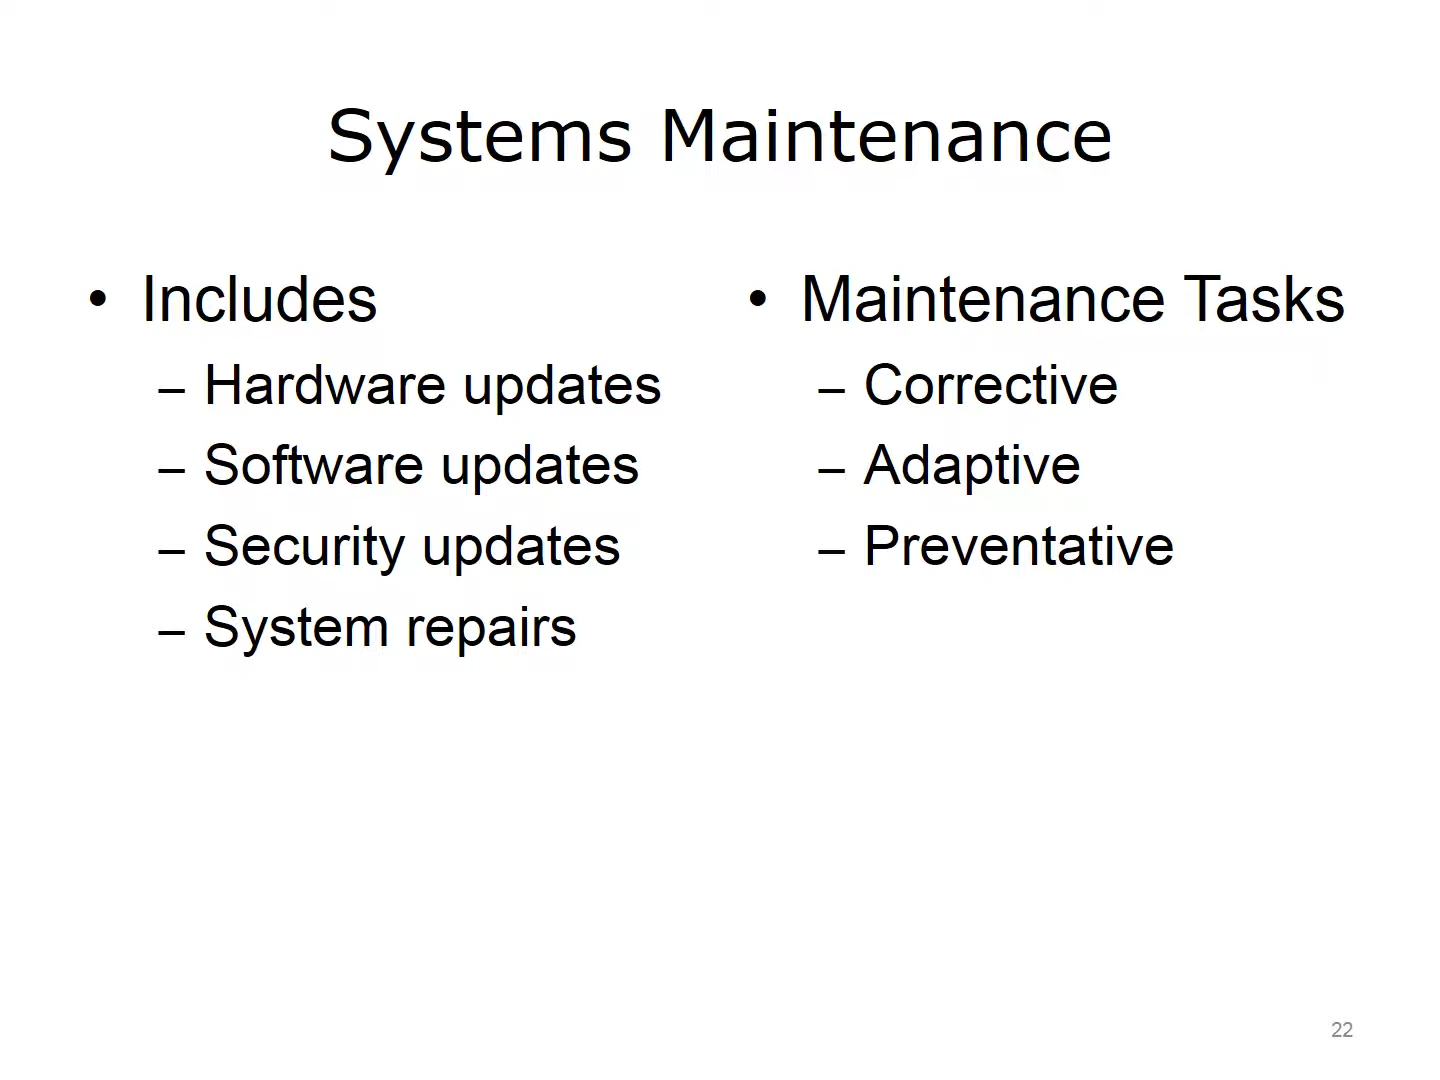 Systems Maintenance
• Includes
– Hardware updates
– Software updates
– Security updates
– System repairs
• Maintenance Tasks
– Corrective
– Adaptive
– Preventative
22